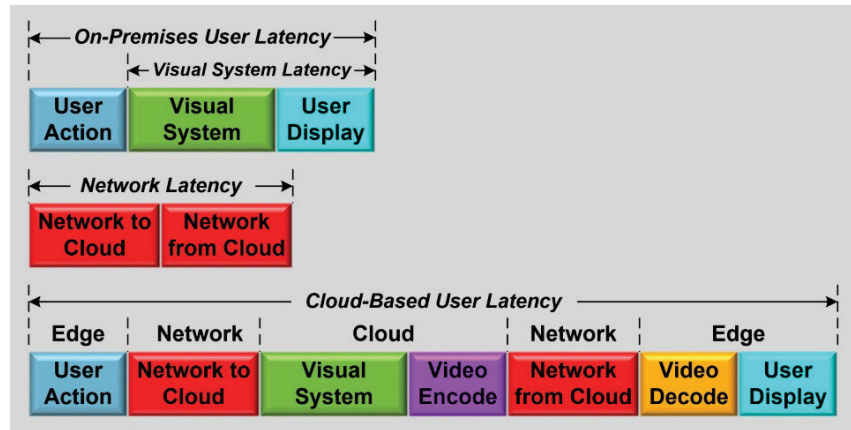 On-Premises User Latency
Visual System Latency
User Action
Visual System
User Display
Network Latency
Network to Cloud
Network from Cloud
Cloud-Based User Latency
Edge Network Cloud Network Edge
User Action
Network to Cloud
Visual System
Video Encode
Network from Cloud
Video Decode
User Display